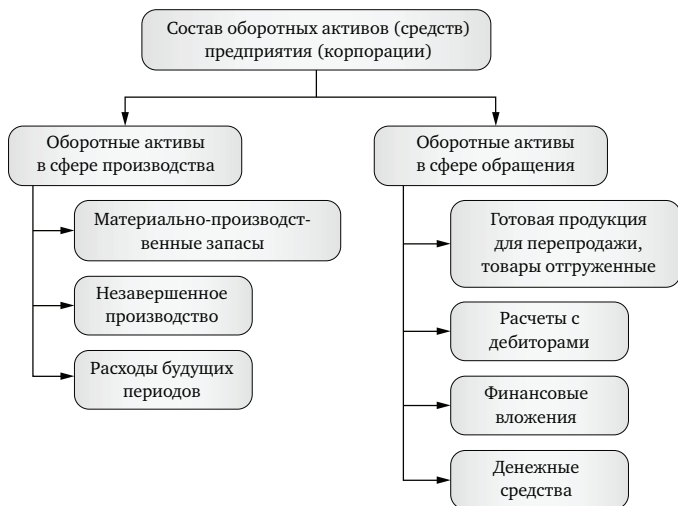 Состав оборотных активов (средств)
предприятия (корпорации)
Оборотные активы
в сфере производства
Материально-производст-
венные запасы
Незавершенное
производство
Расходы будущих
периодов
Оборотные активы
в сфере обращения
Готовая продукция
для перепродажи,
товары отгруженные
Расчеты с
дебиторами
Финансовые
вложения
Денежные
средства